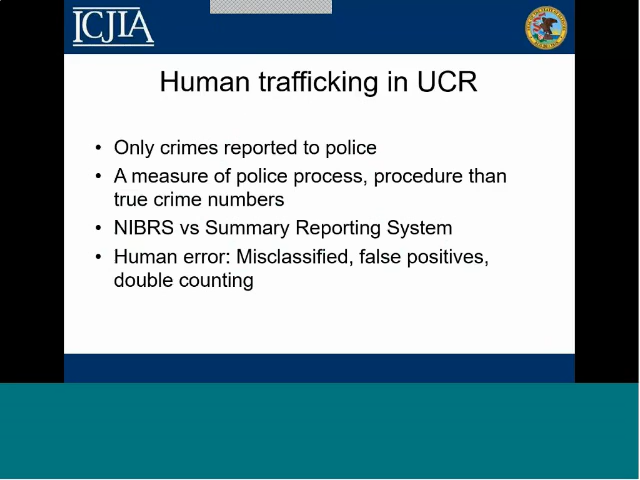 ICJIA
Human trafficking in UCR
• Only crimes reported to police
• A measure of police process, procedure than
true crime numbers
• NIBRS vs Summary Reporting System
• Human error: Misclassified, false positives,
double counting